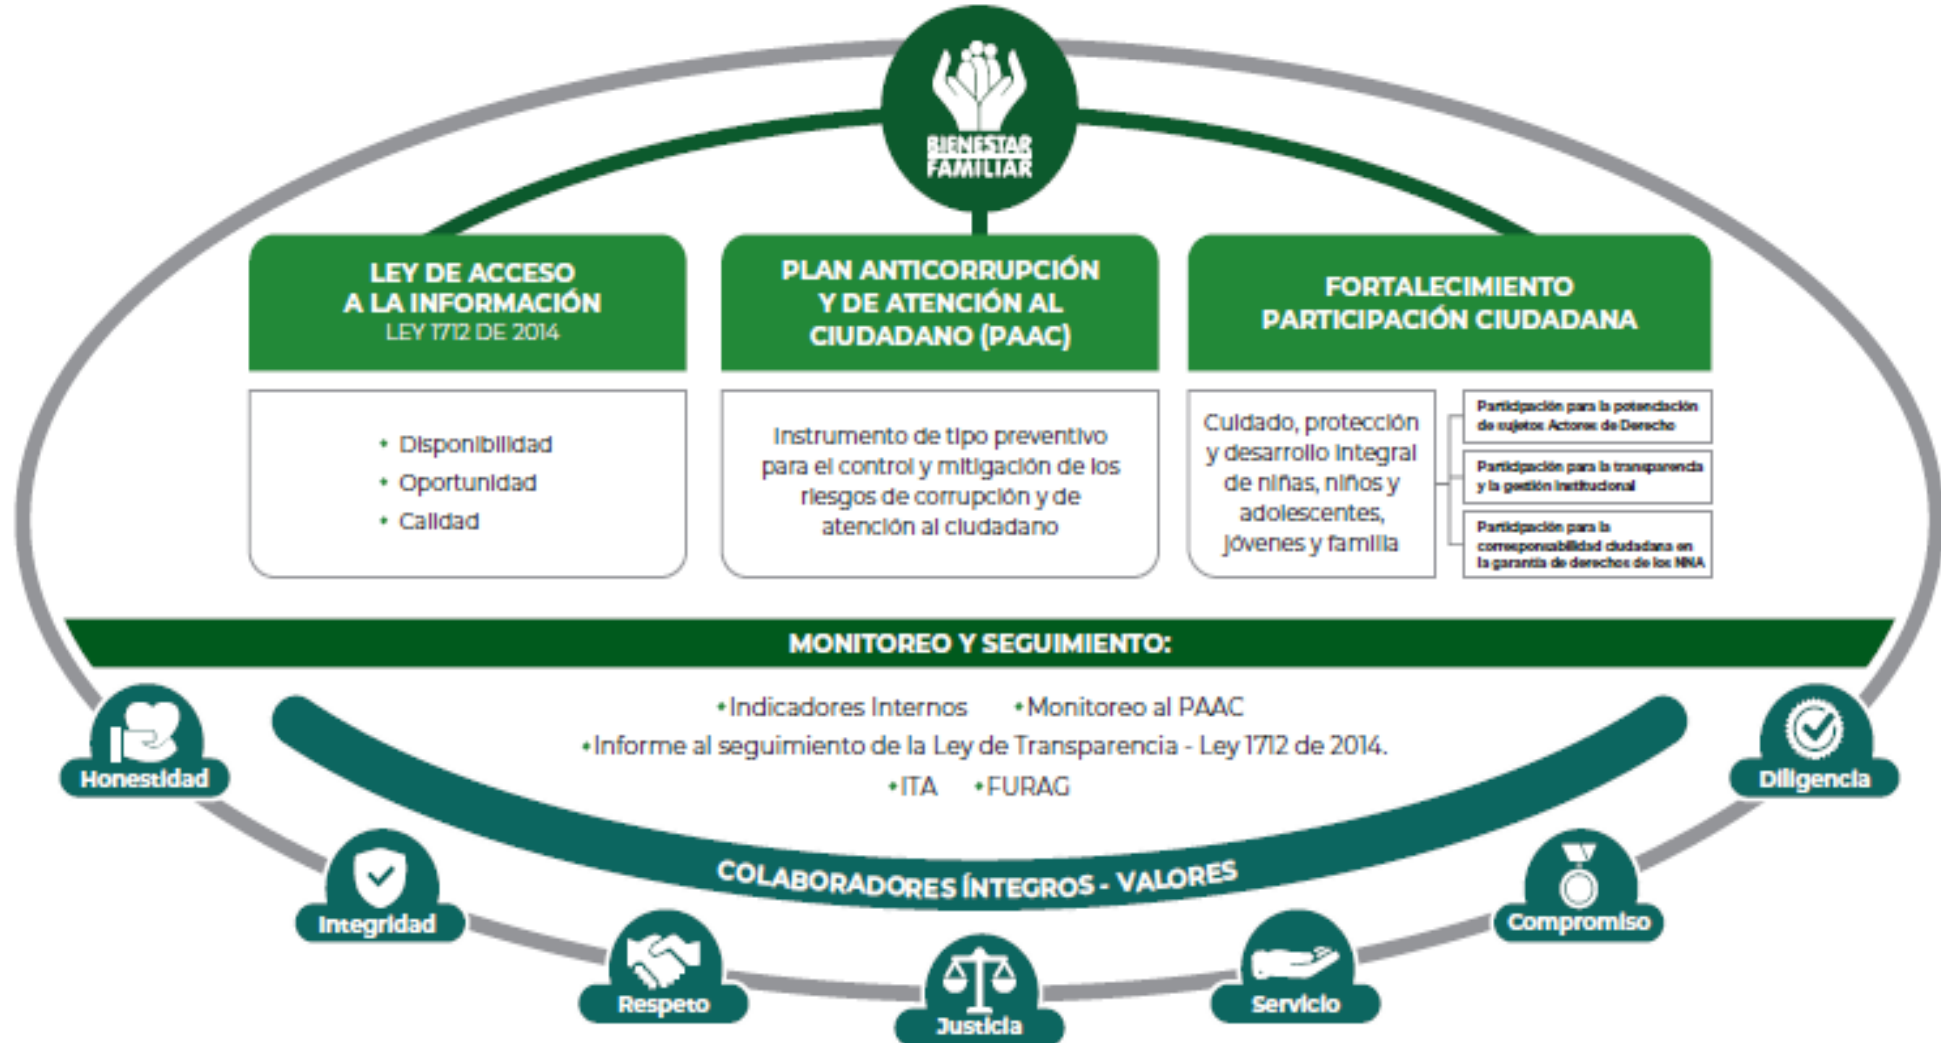 BIENESTAR
FAMILIAR
LEY DE ACCESO
A LA INFORMACIÓN
LEY 1712 DE 2014
• Disponibilidad
• Oportunidad
• Calidad
PLAN ANTICORRUPCIÓN
Y DE ATENCIÓN AL
CIUDADANO (PAAC)
Instrumento de tipo preventivo
para el control y mitigación de los
riesgos de corrupción y de
atención al ciudadano
FORTALECIMIENTO
PARTICIPACIÓN CIUDADANA
Cuidado, protección
y desarrollo integral
de niñas, niños y
adolescentes,
jóvenes y familia
Participación para la potenciación
de sujetos Actores de Derecho
Participación para la transparencia
y la gestión institucional
Participación para la
corresponsabilidad ciudadana en
la garantía de derechos de los NNA
MONITOREO Y SEGUIMIENTO:
• Indicadores Internos • Monitoreo al PAAC
• Informe al seguimiento de la Ley de Transparencia - Ley 1712 de 2014.
• ITA • FURAG
COLABORADORES ÍNTEGROS - VALORES
Honestidad
Integridad
Respeto
Justicia
Servicio
Compromiso
Diligencia